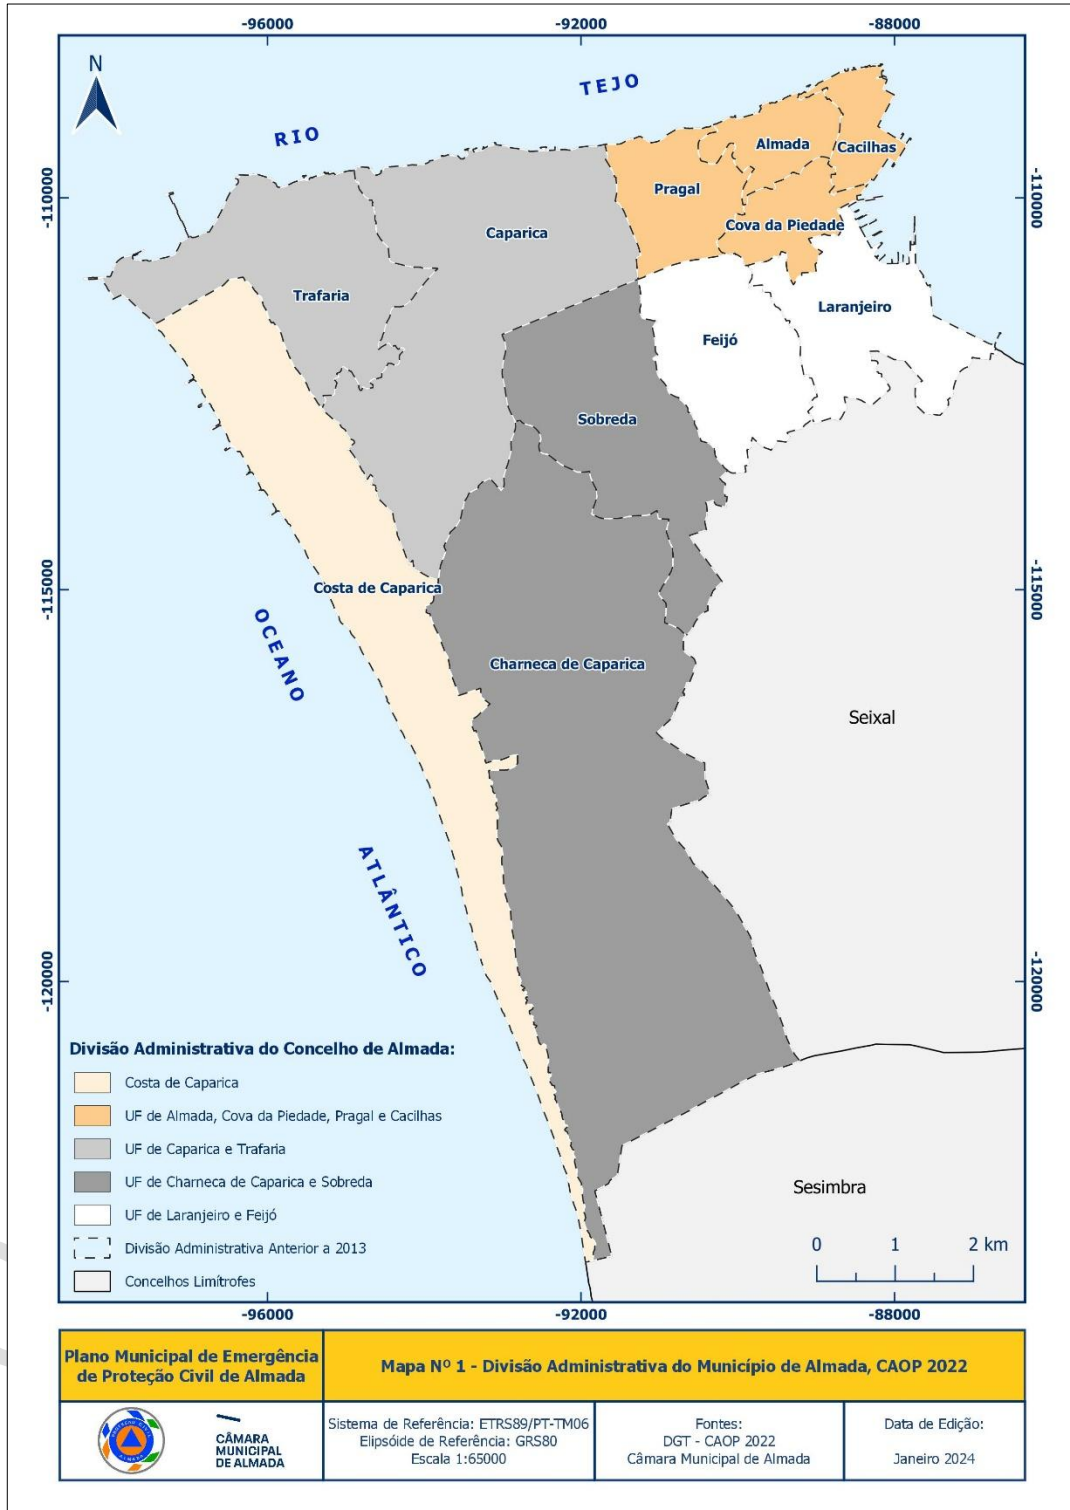 -96000
-92000
-88000
N
RIO
TEJO
Almada
Cacilhas
Pragal
-110000
-110000
Cova da Piedade
Caparica
Trafaria
Laranjeiro
Feijó
Sobreda
-115000
Costa de Caparica
-115000
OCEANO
Charneca de Caparica
Seixal
ATLÂNTICO
-120000
-120000
Divisão Administrativa do Concelho de Almada:
Costa de Caparica
UF de Almada, Cova da Piedade, Pragal e Cacilhas
UF de Caparica e Trafaria
UF de Charneca de Caparica e Sobreda
UF de Laranjeiro e Feijó
Divisão Administrativa Anterior a 2013
Concelhos Limítrofes
Sesimbra
0 1 2 km
-96000
-92000
-88000
Plano Municipal de Emergência
de Proteção Civil de Almada
Mapa Nº 1 - Divisão Administrativa do Município de Almada, CAOP 2022
CÂMARA
MUNICIPAL
DE ALMADA
Sistema de Referência: ETRS89/PT-TM06
Elipsóide de Referência: GRS80
Escala 1:65000
Fontes:
DGT - CAOP 2022
Câmara Municipal de Almada
Data de Edição:
Janeiro 2024